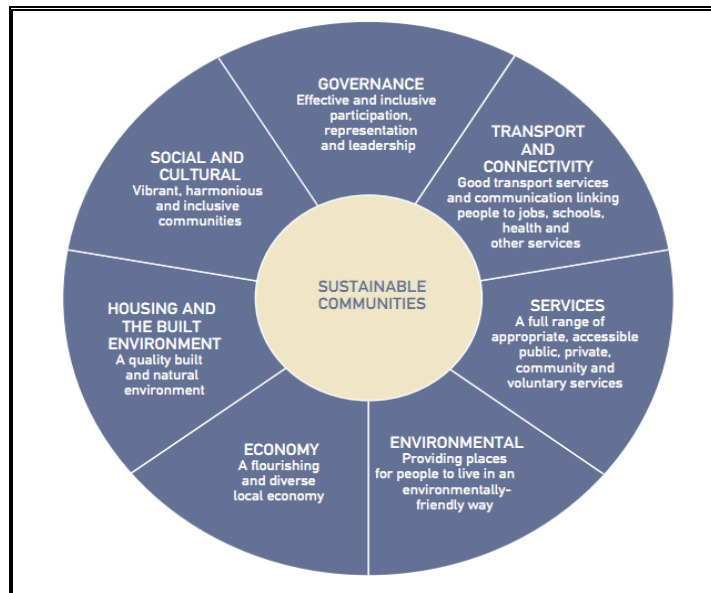 GOVERNANCE
Effective and inclusive
participation,
representation
and leadership
TRANSPORT
AND
CONNECTIVITY
Good transport services
and communication linking
people to jobs, schools,
health and
other services
SERVICES
A full range of
appropriate, accessible
public, private,
community and
voluntary services
ENVIRONMENTAL
Providing places
for people to live in an
environmentally-
friendly way
ECONOMY
A flourishing
and diverse
local economy
HOUSING AND
THE BUILT
ENVIRONMENT
A quality built
and natural
environment
SOCIAL AND
CULTURAL
Vibrant, harmonious
and inclusive
communities
SUSTAINABLE
COMMUNITIES